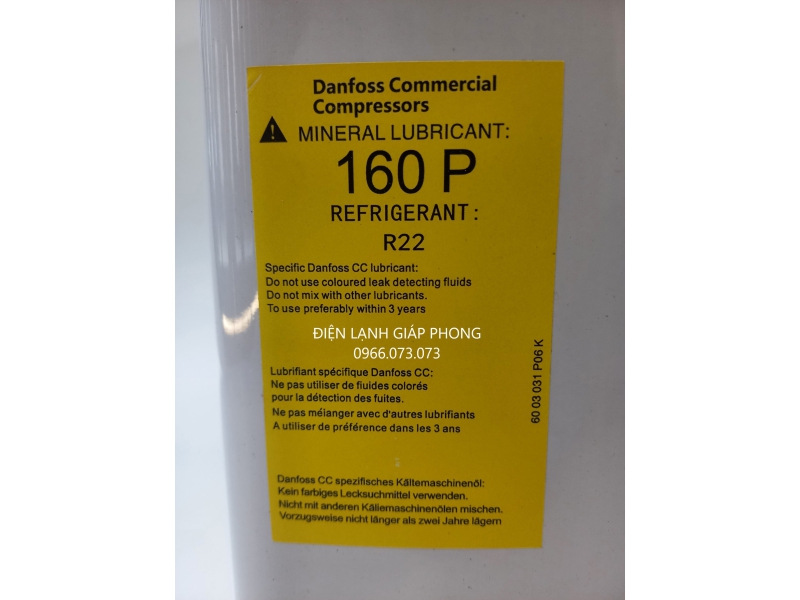 Danfoss Commercial
Compressors
MINERAL LUBRICANT:
160 P
REFRIGERANT:
R22
Specific Danfoss CC lubricant:
Do not use coloured leak detecting fluids
Do not mix with other lubricants.
To use preferably within 3 years
ĐIỆN LẠNH GIÁP PHONG
0966.073.073
Lubrifiant spécifique Danfoss CC:
Ne pas utiliser de fluides colorés
pour la détection des fuites.
Ne pas mélanger avec d'autres lubrifiants
A utiliser de préférence dans les 3 ans
60 03 031 P06 K
Danfoss CC spezifisches Kältemaschinenöl:
Kein farbiges Lecksuchmittel verwenden.
Nicht mit anderen Käliemaschinenölen mischen.
Vorzugsweise nicht länger als zwei Jahre lägern